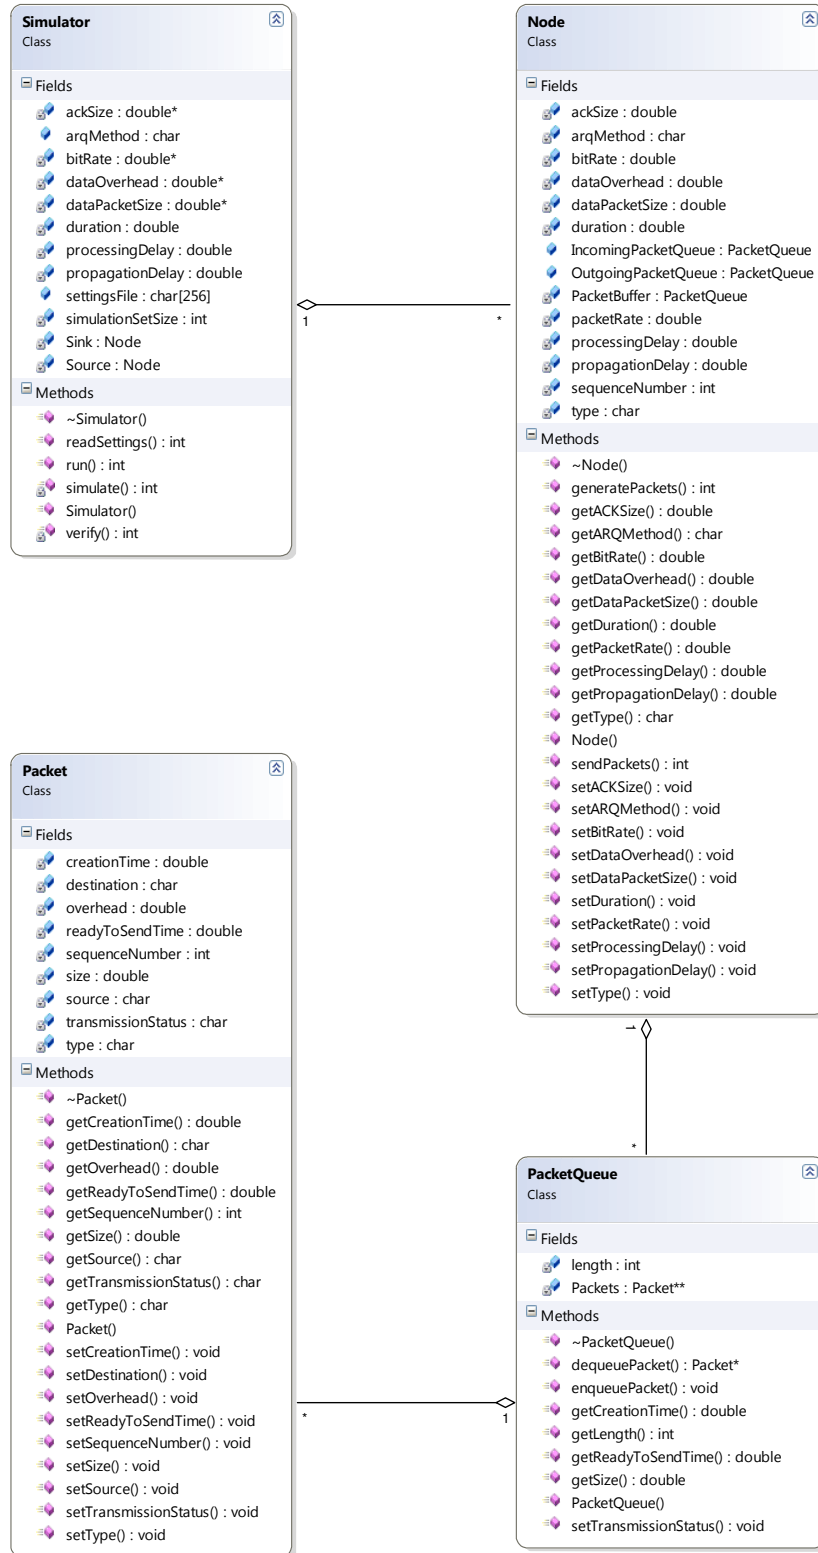 Simulator
Class
Fields
ackSize : double*
arqMethod : char
bitRate : double*
dataOverhead : double*
dataPacketSize : double*
duration : double
processingDelay : double
propagationDelay : double
settingsFile : char[256]
simulationSetSize : int
Sink : Node
Source : Node
Methods
~Simulator()
readSettings() : int
run() : int
simulate() : int
Simulator()
verify() : int
1
*
Node
Class
Fields
ackSize : double
arqMethod : char
bitRate : double
dataOverhead : double
dataPacketSize : double
duration : double
IncomingPacketQueue : PacketQueue
OutgoingPacketQueue : PacketQueue
PacketBuffer : PacketQueue
packetRate : double
processingDelay : double
propagationDelay : double
sequenceNumber : int
type : char
Methods
~Node()
generatePackets() : int
getACKSize() : double
getARQMethod() : char
getBitRate() : double
getDataOverhead() : double
getDataPacketSize() : double
getDuration() : double
getPacketRate() : double
getProcessingDelay() : double
getPropagationDelay() : double
getType() : char
Node()
sendPackets() : int
setACKSize() : void
setARQMethod() : void
setBitRate() : void
setDataOverhead() : void
setDataPacketSize() : void
setDuration() : void
setPacketRate() : void
setProcessingDelay() : void
setPropagationDelay() : void
setType() : void
1
*
Packet
Class
Fields
creationTime : double
destination : char
overhead : double
readyToSendTime : double
sequenceNumber : int
size : double
source : char
transmissionStatus : char
type : char
Methods
~Packet()
getCreationTime() : double
getDestination() : char
getOverhead() : double
getReadyToSendTime() : double
getSequenceNumber() : int
getSize() : double
getSource() : char
getTransmissionStatus() : char
getType() : char
Packet()
setCreationTime() : void
setDestination() : void
setOverhead() : void
setReadyToSendTime() : void
setSequenceNumber() : void
setSize() : void
setSource() : void
setTransmissionStatus() : void
setType() : void
*
1
PacketQueue
Class
Fields
length : int
Packets : Packet**
Methods
~PacketQueue()
dequeuePacket() : Packet*
enqueuePacket() : void
getCreationTime() : double
getLength() : int
getReadyToSendTime() : double
getSize() : double
PacketQueue()
setTransmissionStatus() : void